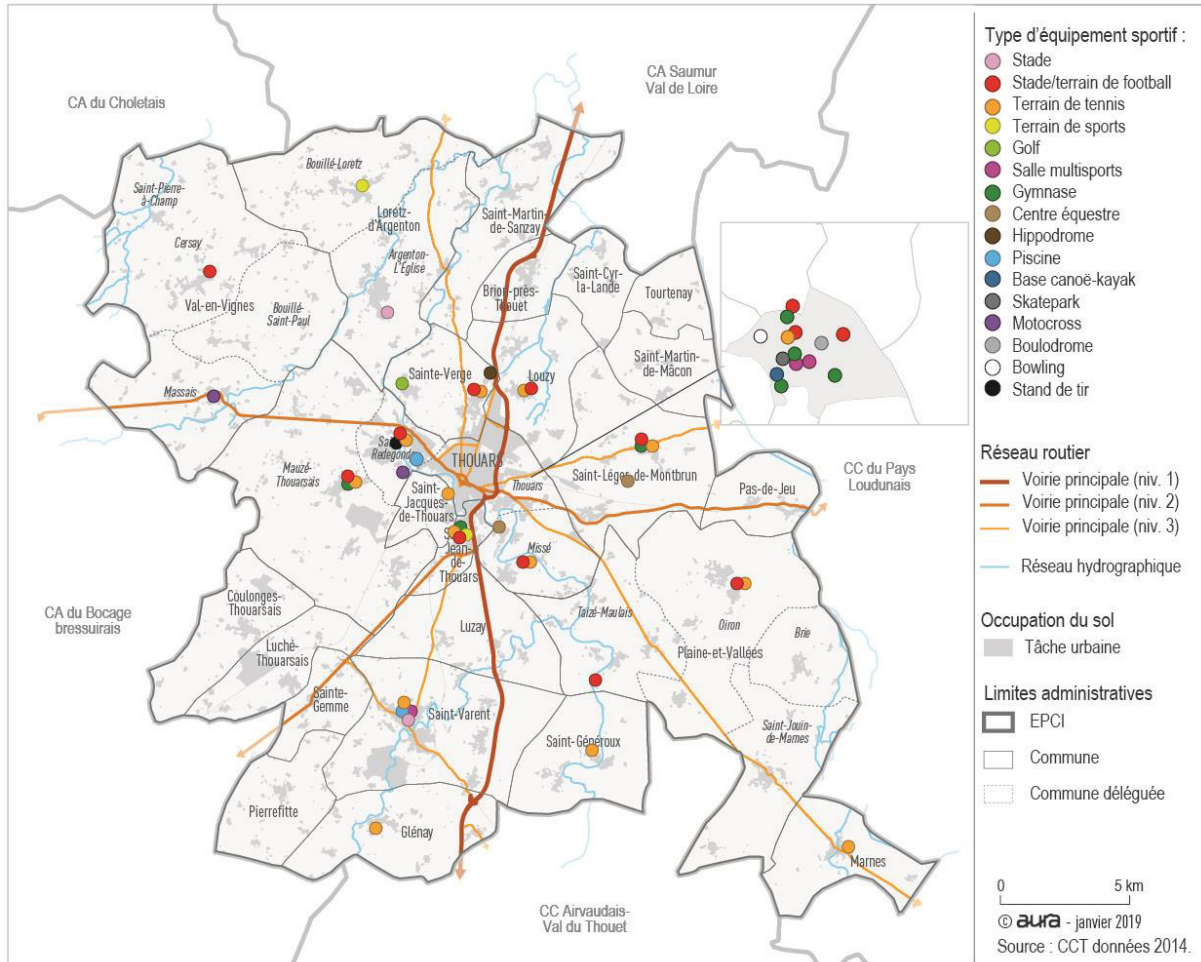 CA du Choletais
CA Saumur
Val de Loire
Bouillé-Loretz
Saint-Pierre-
à-Champ
Loretz-
d'Argenton
Saint-Martin-
de-Sanzay
Cersay
Argenton-
L'Église
Saint-Cyr-
la-Lande
Val-en-Vignes
Bouillé-
Saint-Paul
Brion-près-
Thouet
Tourtenay
Saint-Martin-
de-Mâcon
Sainte-Verge
Louzy
Massais
Redegond
THOUARS
Mauzé-
Thouarsais
Saint-
Jacques-
de-Thouars
Thouars
Saint-Léger-de-Montbrun
Pas-de-Jeu
CC du Pays
Loudunais
Jean-
de-Thouars
Missé
Coulonges-
Thouarsais
CA du Bocage
bressuirais
Luzay
Taizé-Maulais
Oiron
Brie
Plaine-et-Vallées
Luché-
Thouarsais
Sainte-
Gemme
Saint-Varent
Saint-Généroux
Saint-Jouin-
de-Marnes
Pierrefitte
Glénay
Marnes
CC Airvaudais-
Val du Thouet
Type d'équipement sportif :
Stade
Stade/terrain de football
Terrain de tennis
Terrain de sports
Golf
Salle multisports
Gymnase
Centre équestre
Hippodrome
Piscine
Base canoë-kayak
Skatepark
Motocross
Boulodrome
Bowling
Stand de tir
Réseau routier
Voirie principale (niv. 1)
Voirie principale (niv. 2)
Voirie principale (niv. 3)
Réseau hydrographique
Occupation du sol
Tâche urbaine
Limites administratives
EPCI
Commune
Commune déléguée
0 5 km
© aura - janvier 2019
Source : CCT données 2014.